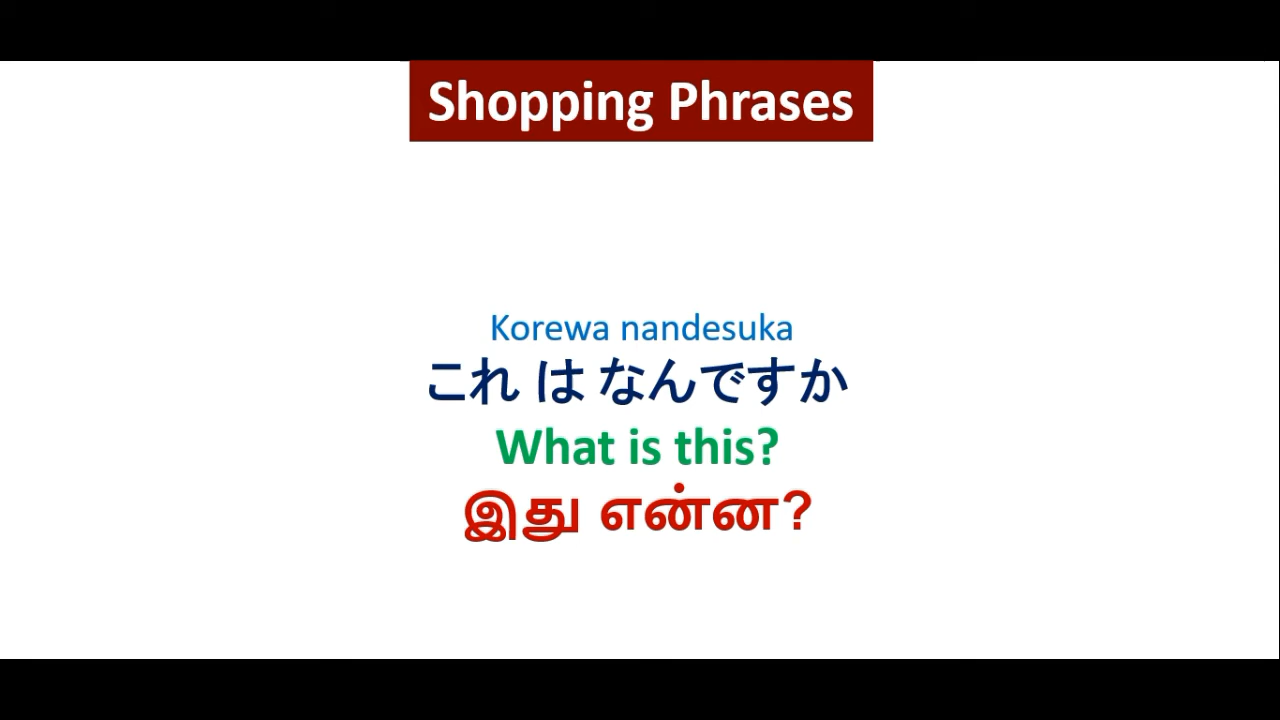 Shopping Phrases
Korewa nandesuka
これ は なんですか
What is this?
இது என்ன?